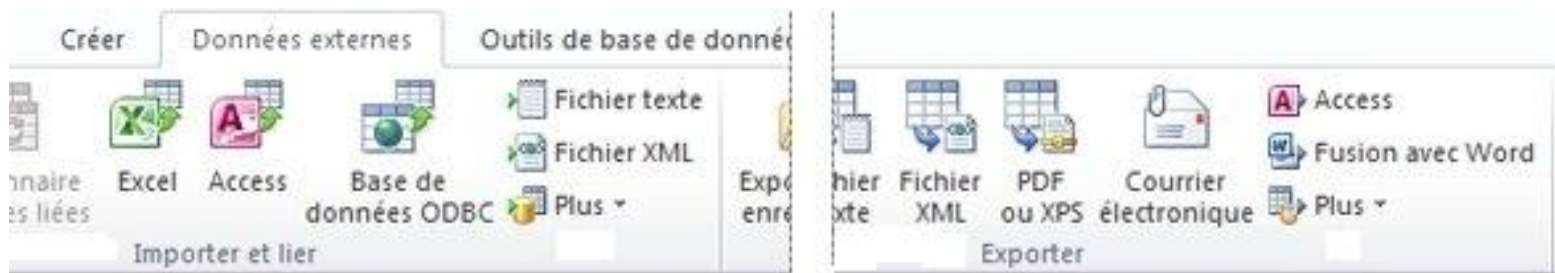 Créer Données externes Outils de base de donné
Excel Access Base de données ODBC
Fichier texte
Fichier XML
Plus
Importer et lier
Fichier XML PDF ou XPS Courrier électronique
Access
Fusion avec Word
Plus
Exporter